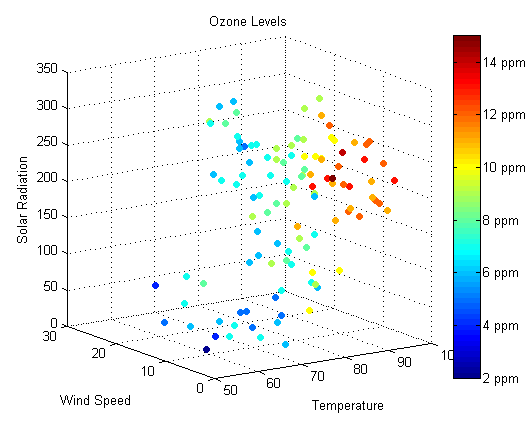 Ozone Levels
350
300
250
200
150
100
50
0
Solar Radiation
30
20
10
0
Wind Speed
50
60
70
80
90
10
Temperature
14 ppm
12 ppm
10 ppm
8 ppm
6 ppm
4 ppm
2 ppm